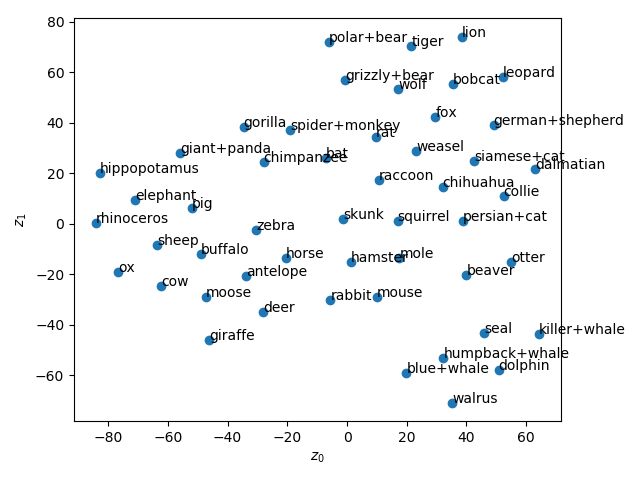 80
60
40
20
0
−20
−40
−60
z1
−80
−60
−40
−20
0
20
40
60
z0
lion
polar+bear
tiger
leopard
grizzly+bear
bobcat
wolf
fox
german+shepherd
gorilla
spider+monkey
rat
weasel
giant+panda
bat
chimpanzee
siamese+cat
dalmatian
hippopotamus
raccoon
chihuahua
collie
elephant
pig
skunk
squirrel
persian+cat
rhinoceros
zebra
sheep
buffalo
horse
mole
hamster
otter
ox
antelope
beaver
cow
moose
mouse
rabbit
deer
seal
killer+whale
giraffe
humpback+whale
dolphin
blue+whale
walrus